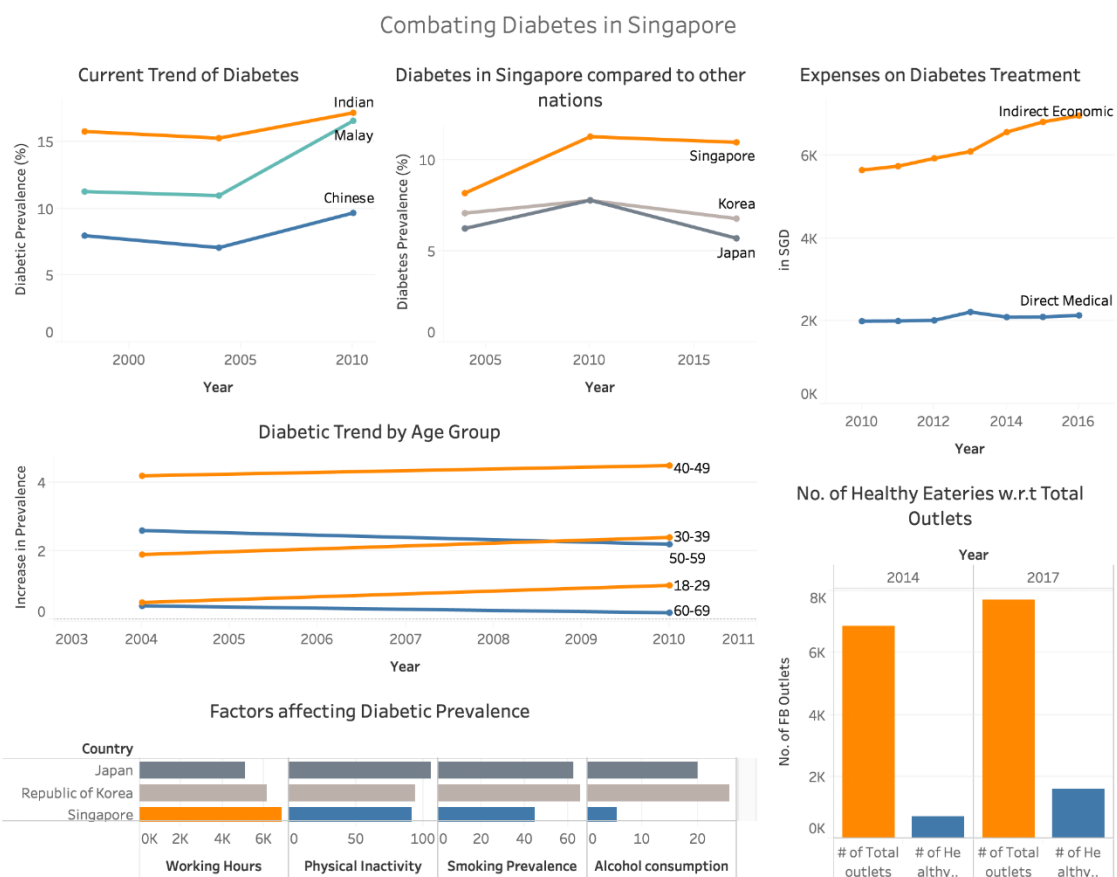 Combating Diabetes in Singapore
Current Trend of Diabetes
Diabetic Prevalence (%)
15
10
5
0
Indian
Malay
Chinese
2000
2005
2010
Year
Diabetes in Singapore compared to other
nations
Diabetes Prevalence (%)
10
5
0
Singapore
Korea
Japan
2005
2010
2015
Year
Expenses on Diabetes Treatment
in SGD
6K
4K
2K
0K
Indirect Economic
Direct Medical
2010
2012
2014
2016
Year
Diabetic Trend by Age Group
Increase in Prevalence
4
2
0
40-49
30-39
50-59
18-29
60-69
2003
2004
2005
2006
2007
2008
2009
2010
2011
Year
No. of Healthy Eateries w.r.t Total
Outlets
Year
2014
2017
No. of FB Outlets
8K
6K
4K
2K
0K
# of Total
outlets
# of He
althy..
# of Total
outlets
# of He
althy..
Factors affecting Diabetic Prevalence
Country
Japan
Republic of Korea
Singapore
0K 2K 4K 6K
0 50 100
0 20 40 60
0 10 20
Working Hours
Physical Inactivity
Smoking Prevalence
Alcohol consumption